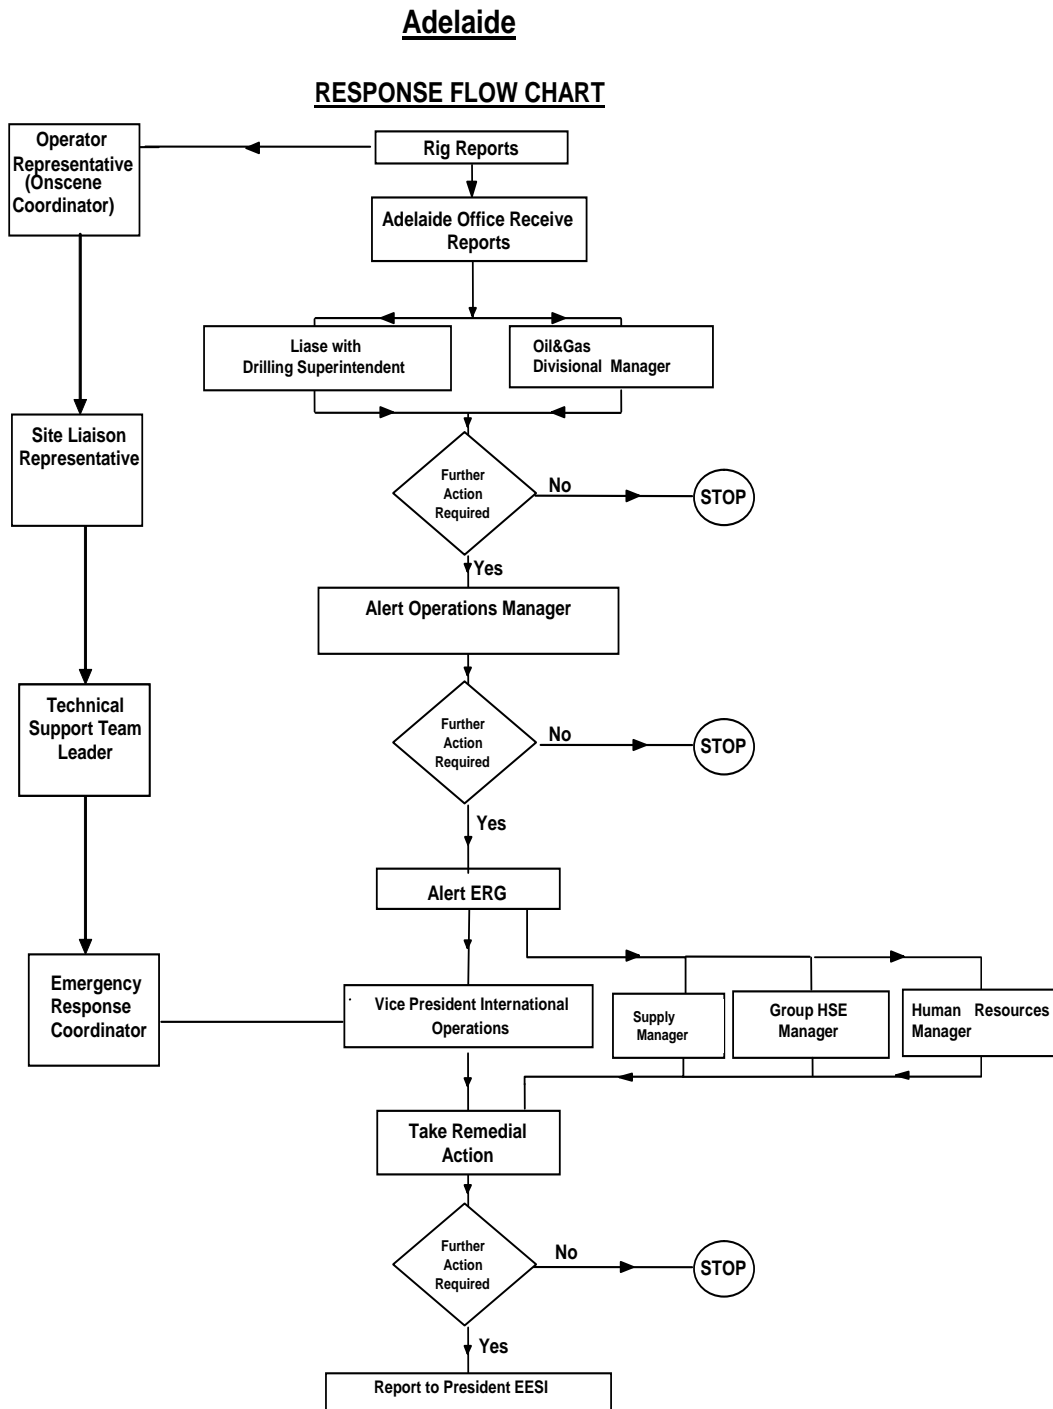 Adelaide
RESPONSE FLOW CHART
Operator
Representative
(Onscene
Coordinator)
Rig Reports
Adelaide Office Receive
Reports
Liase with
Drilling Superintendent
Oil&Gas
Divisional Manager
Site Liaison
Representative
Further
Action
Required
No
STOP
Yes
Alert Operations Manager
Technical
Support Team
Leader
Further
Action
Required
No
STOP
Yes
Alert ERG
Emergency
Response
Coordinator
Vice President International
Operations
Supply
Manager
Group HSE
Manager
Human Resources
Manager
Take Remedial
Action
Further
Action
Required
No
STOP
Yes
Report to President EESI